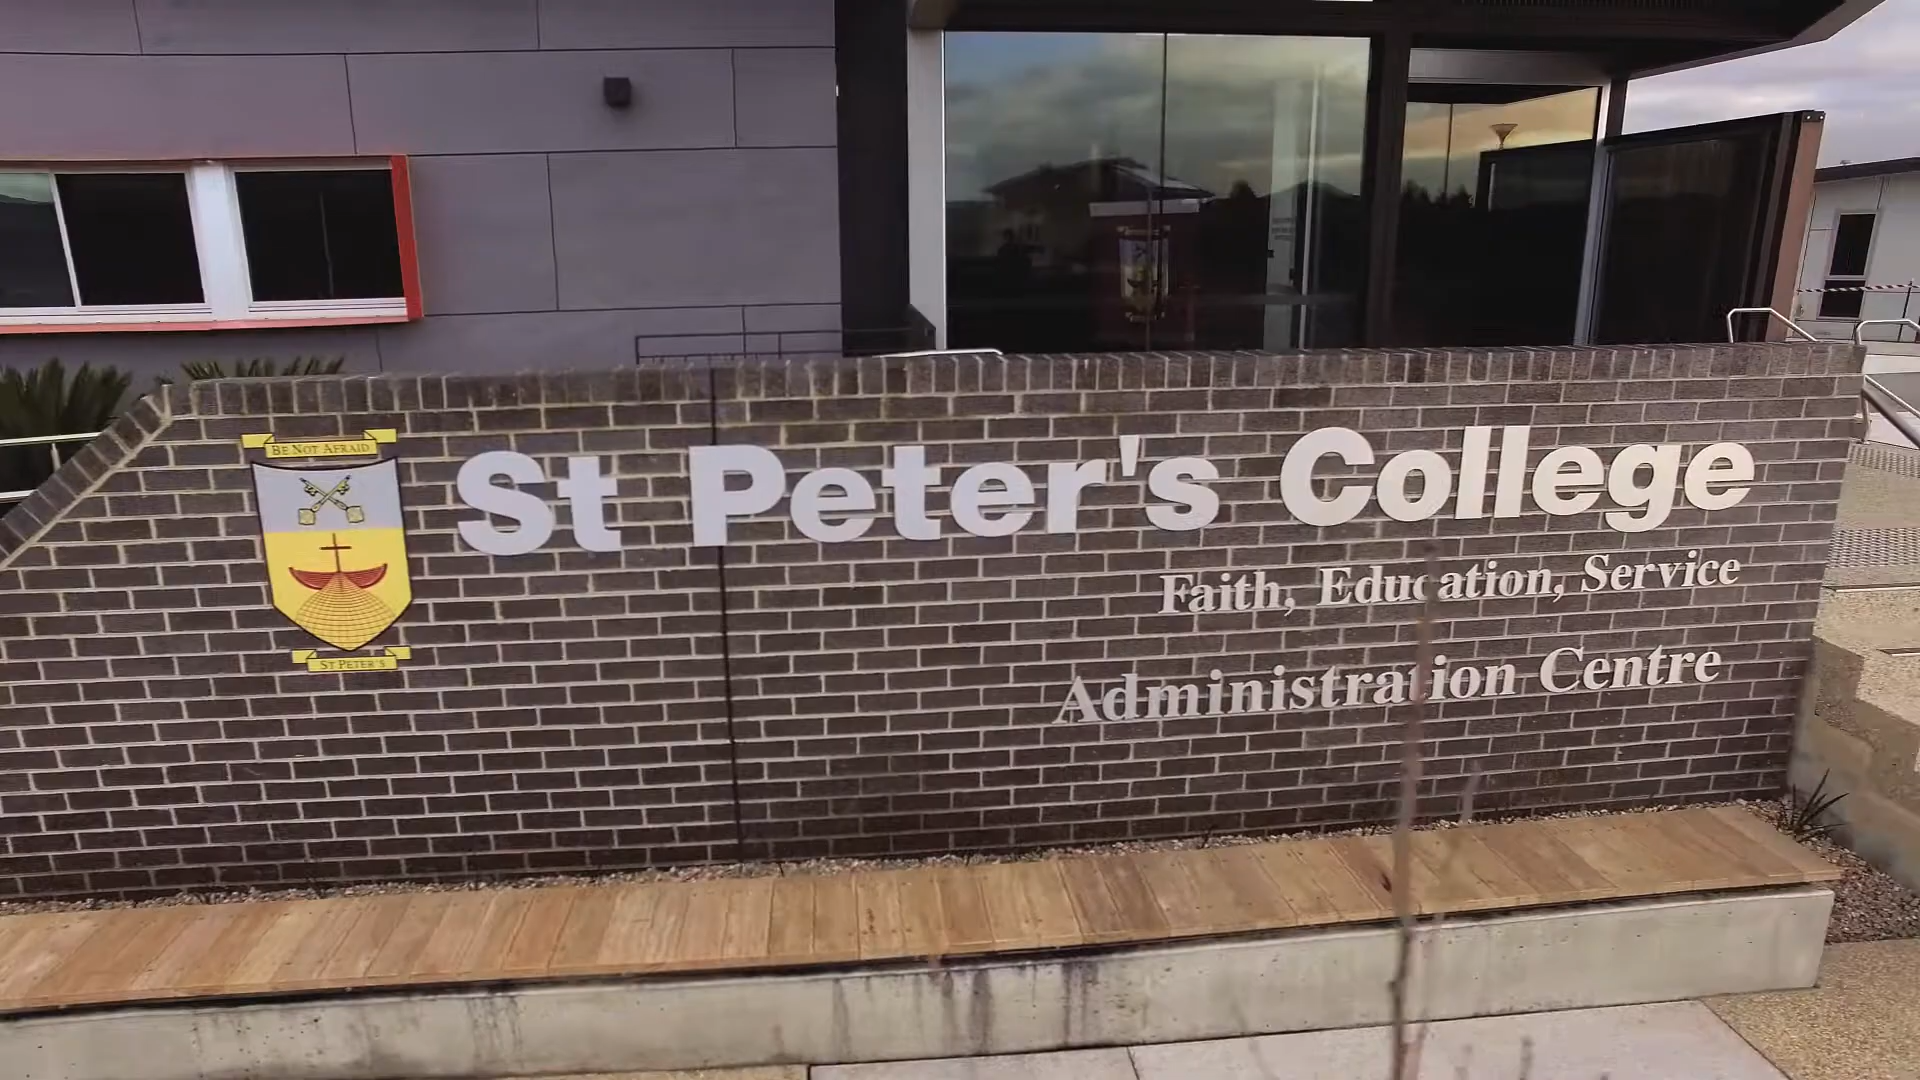 BE NOT AFRAID
St Peter's College
Faith, Education, Service
ST PETER'S
Administration Centre